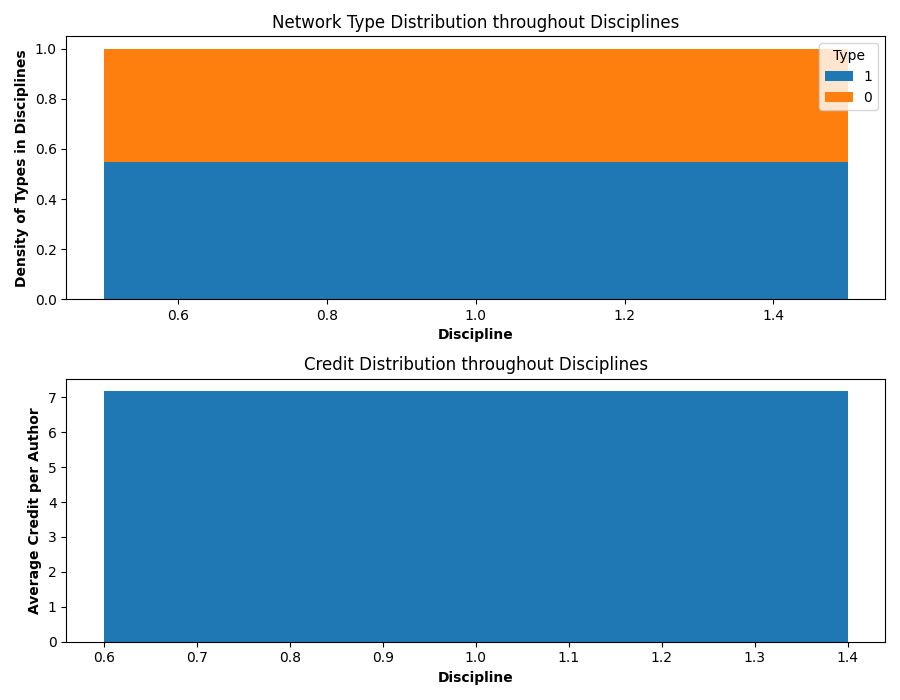 Network Type Distribution throughout Disciplines
Density of Types in Disciplines
1.0
0.8
0.6
0.4
0.2
0.0
Type
1
0
0.6 0.8 1.0 1.2 1.4
Discipline
Credit Distribution throughout Disciplines
Average Credit per Author
7
6
5
4
3
2
1
0
0.6 0.7 0.8 0.9 1.0 1.1 1.2 1.3 1.4
Discipline